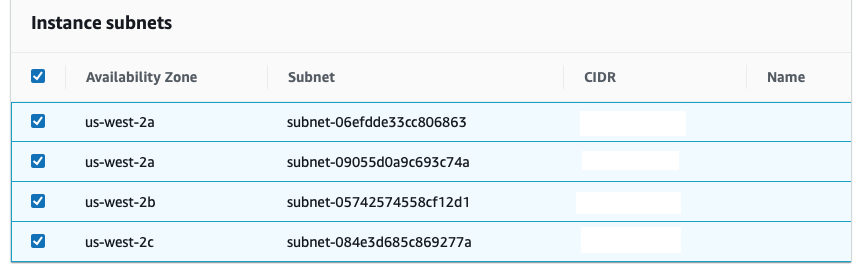 Instance subnets
Availability Zone Subnet CIDR Name
us-west-2a subnet-06efdde33cc806863
us-west-2a subnet-09055d0a9c693c74a
us-west-2b subnet-05742574558cf12d1
us-west-2c subnet-084e3d685c869277a